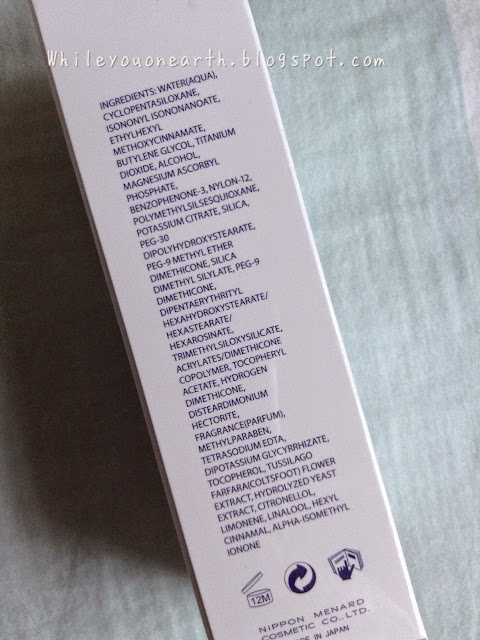 Whileyouonearth.blogspot.com
INGREDIENTS: WATER(AQUA),
CYCLOPENTASILOXANE,
ISONONYL ISONONANOATE,
ETHYLHEXYL
METHOXYCINNAMATE,
BUTYLENE GLYCOL, TITANIUM
DIOXIDE, ALCOHOL,
MAGNESIUM ASCORBYL
PHOSPHATE,
BENZOPHENONE-3, NYLON-12,
POLYMETHYLSILSESQUIOXANE,
POTASSIUM CITRATE, SILICA,
PEG-30
DIPOLYHYDROXYSTEARATE,
PEG-9 METHYL ETHER
DIMETHICONE, SILICA
DIMETHYL SILYLATE, PEG-9
DIMETHICONE,
DIPENTAERYTHRITYL
HEXAHYDROXYSTEARATE/
HEXASTEARATE/
HEXAROSINATE,
TRIMETHYLSILOXYSILICATE,
ACRYLATES/DIMETHICONE
COPOLYMER, TOCOPHERYL
ACETATE, HYDROGEN
DIMETHICONE,
DISTEARDIMONIUM
HECTORITE,
FRAGRANCE(PARFUM),
METHYLPARABEN,
TETRASODIUM EDTA,
DIPOTASSIUM GLYCYRRHIZATE,
TOCOPHEROL, TUSSILAGO
FARFARA(COLTSFOOT) FLOWER
EXTRACT, HYDROLYZED YEAST
EXTRACT, CITRONELLOL,
LIMONENE, LINALOOL, HEXYL
CINNAMAL, ALPHA-ISOMETHYL
IONONE
12M
NIPPON MENARD
COSMETIC CO., LTD.
MADE IN JAPAN